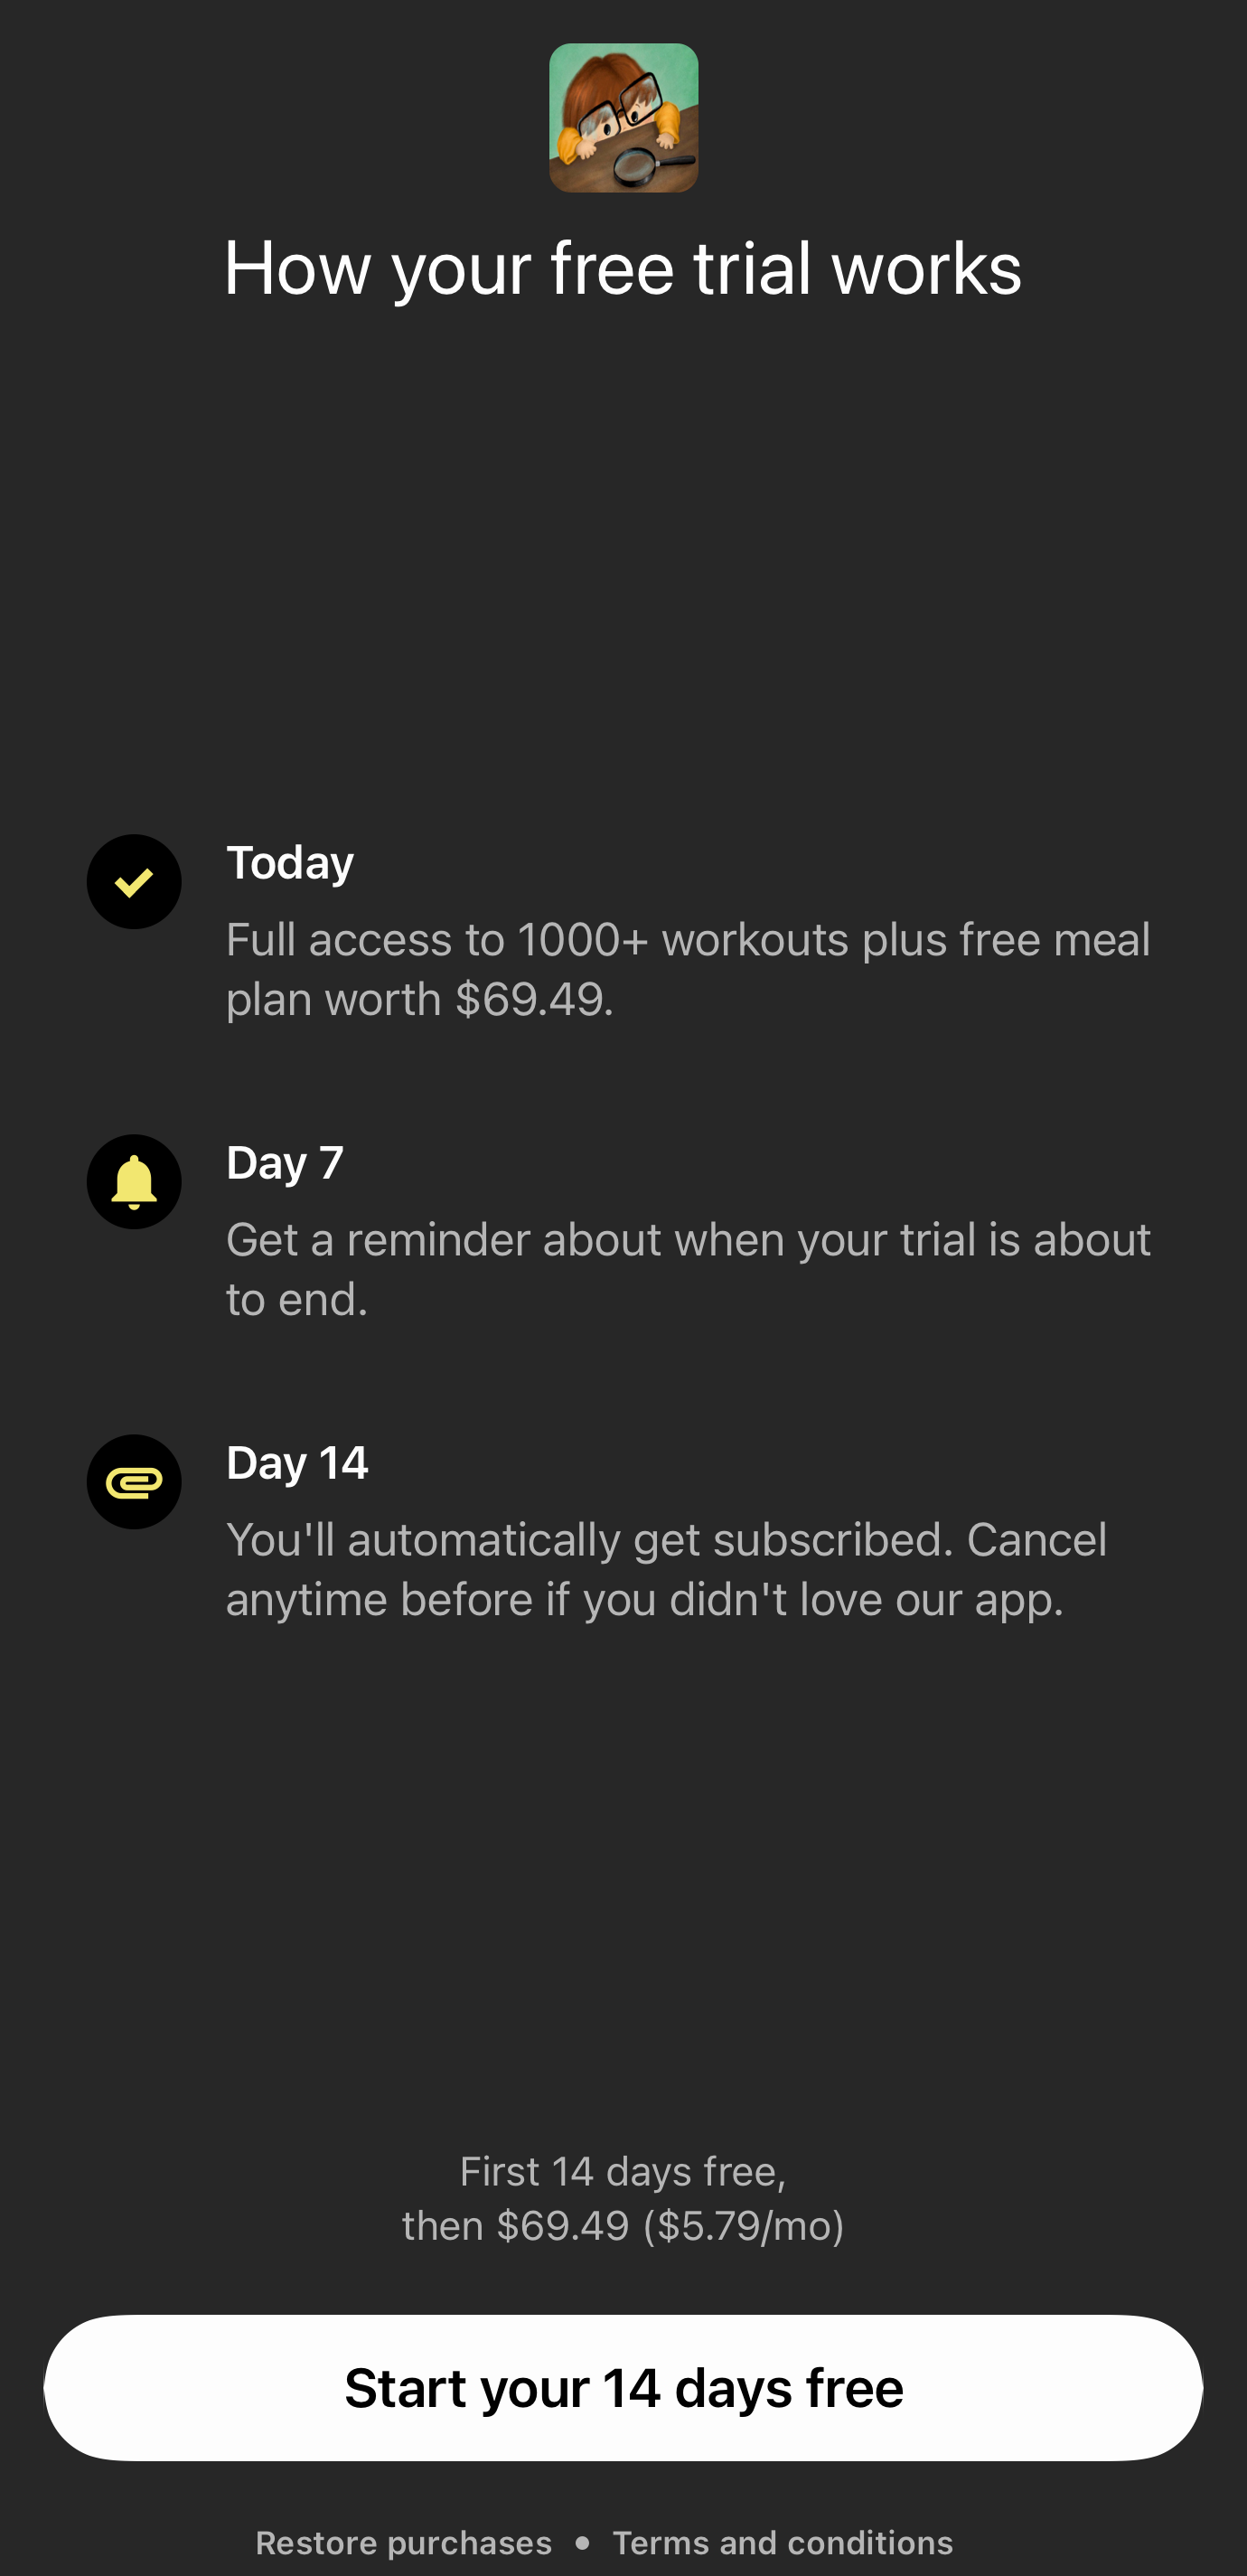 How your free trial works
Today
Full access to 1000+ workouts plus free meal
plan worth $69.49.
Day 7
Get a reminder about when your trial is about
to end.
Day 14
You'll automatically get subscribed. Cancel
anytime before if you didn't love our app.
First 14 days free,
then $69.49 ($5.79/mo)
Start your 14 days free
Restore purchases • Terms and conditions